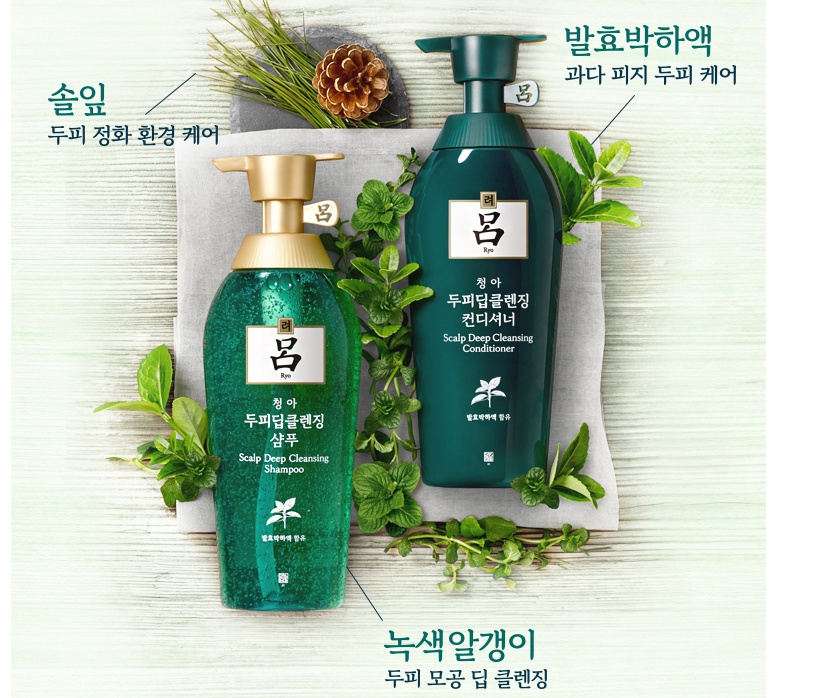 발효박하액
과다 피지 두피 케어
솔잎
두피 정화 환경 케어
呂
려
呂
Ryo
청아
두피딥클렌징
컨디셔너
Scalp Deep Cleansing
Conditioner
발효박하액 함유
呂
려
呂
Ryo
청아
두피딥클렌징
샴푸
Scalp Deep Cleansing
Shampoo
발효박하액 함유
녹색알갱이
두피 모공 딥 클렌징